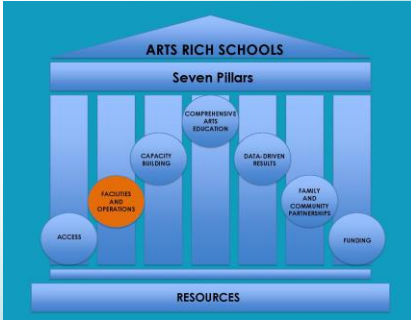 ARTS RICH SCHOOLS
Seven Pillars
COMPREHENSIVE
ARTS
EDUCATION
CAPACITY
BUILDING
DATA-DRIVEN
RESULTS
FACILITIES
AND
OPERATIONS
FAMILY
AND
COMMUNITY
PARTNERSHIPS
ACCESS
FUNDING
RESOURCES